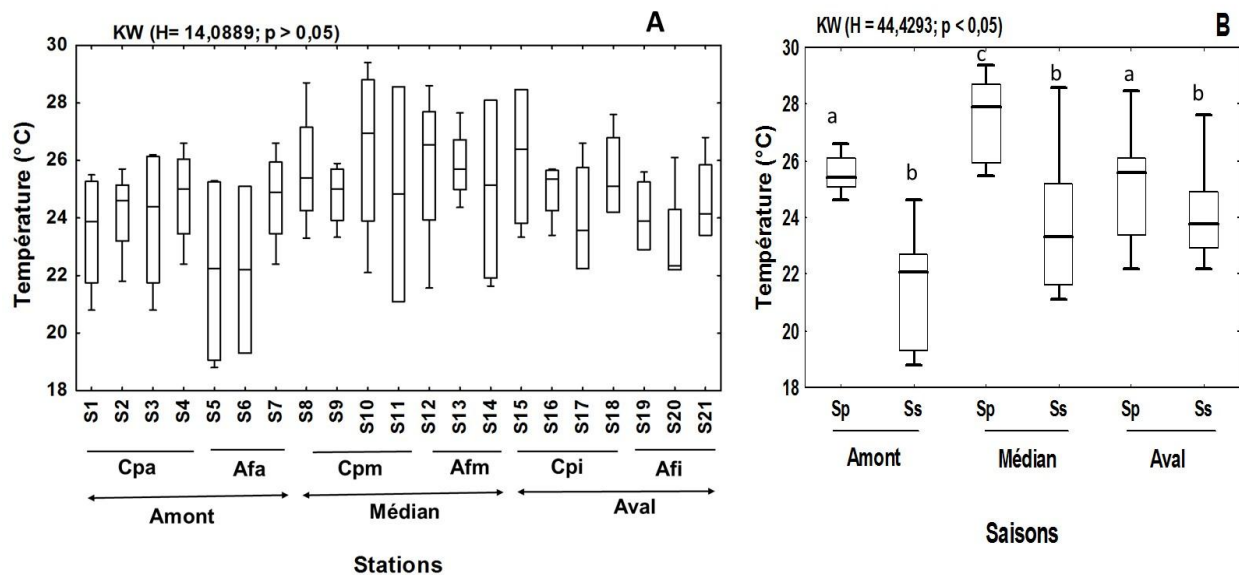 KW (H= 14,0889; p > 0,05)
A
30
28
26
24
22
20
18
Température (°C)
S1 S2 S3 S4 S5 S6 S7 S8 S9 S10 S11 S12 S13 S14 S15 S16 S17 S18 S19 S20 S21
Cpa Afa Cpm Afm Cpi Afi
Amont Médian Aval
Stations
KW (H = 44,4293; p < 0,05)
B
30
28
26
24
22
20
18
Température (°C)
a b c b a b
Sp Ss Sp Ss Sp Ss
Amont Médian Aval
Saisons